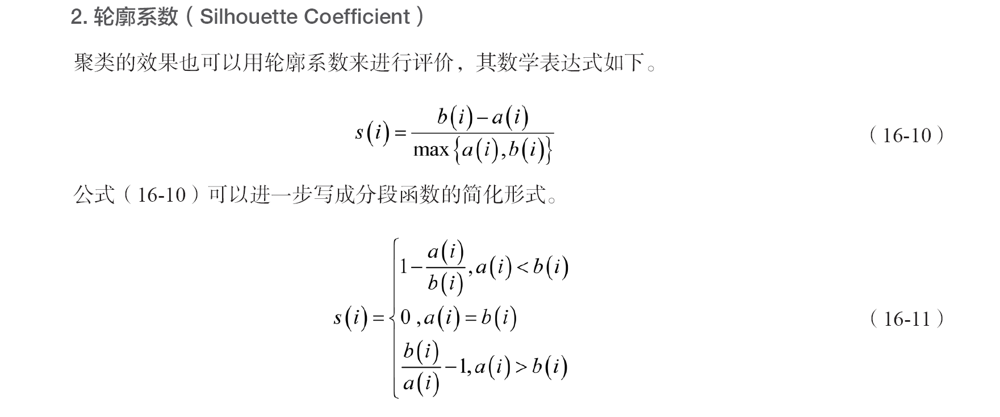 2. 轮廓系数（Silhouette Coefficient）
聚类的效果也可以用轮廓系数来进行评价，其数学表达式如下。
s(i) = \frac{b(i) - a(i)}{\max\{a(i), b(i)\}} （16-10）
公式（16-10）可以进一步写成分段函数的简化形式。
s(i) = \begin{cases} 1 - \frac{a(i)}{b(i)}, a(i) < b(i) \\ 0, a(i) = b(i) \\ \frac{b(i)}{a(i)} - 1, a(i) > b(i) \end{cases} （16-11）